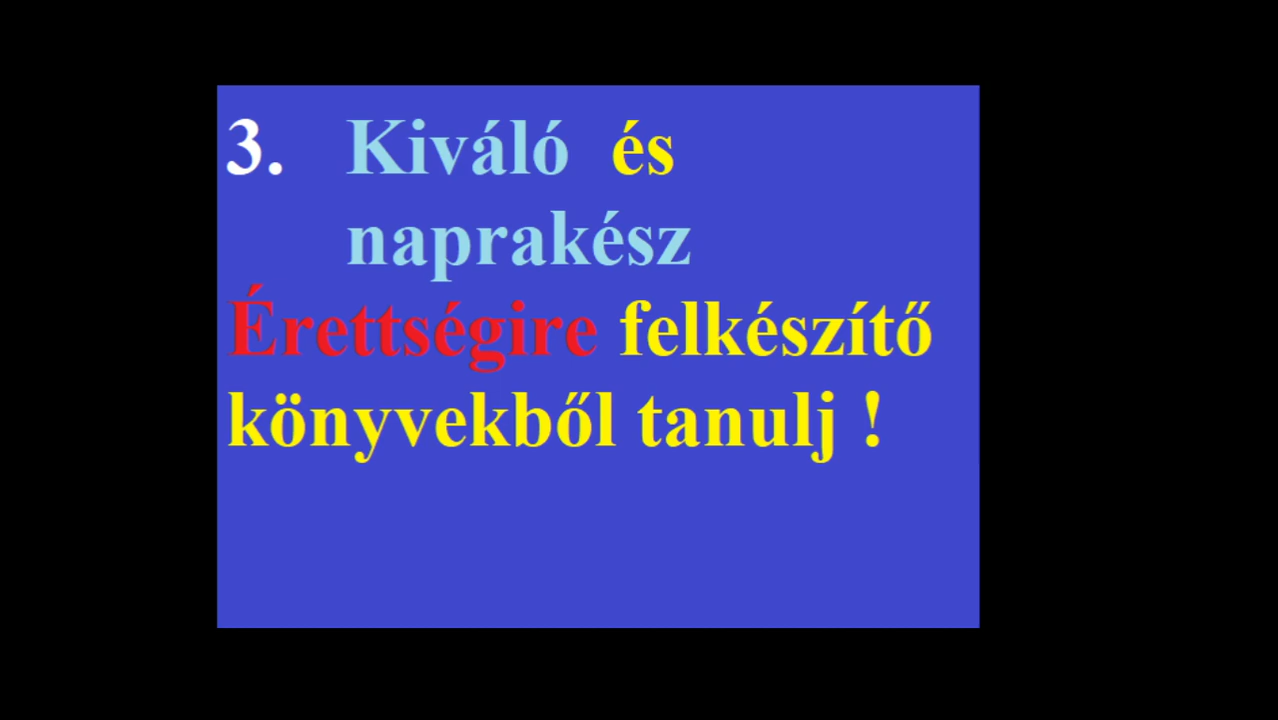 3. Kiváló és
naprakész
Érettségire felkészítő
könyvekből tanulj !